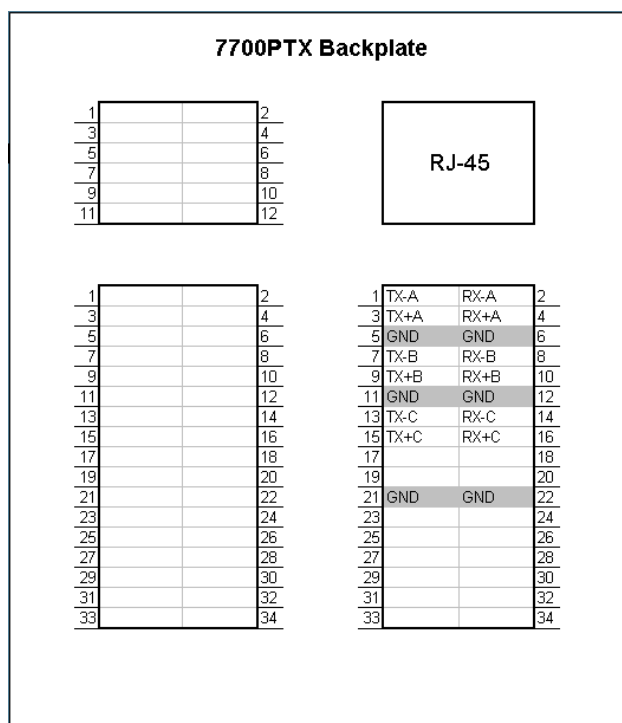 7700PTX Backplate
1 2
3 4
5 6
7 8
9 10
11 12
RJ-45
1 2
3 4
5 6
7 8
9 10
11 12
13 14
15 16
17 18
19 20
21 22
23 24
25 26
27 28
29 30
31 32
33 34
1 TX-A RX-A 2
3 TX+A RX+A 4
5 GND GND 6
7 TX-B RX-B 8
9 TX+B RX+B 10
11 GND GND 12
13 TX-C RX-C 14
15 TX+C RX+C 16
17 18
19 20
21 GND GND 22
23 24
25 26
27 28
29 30
31 32
33 34